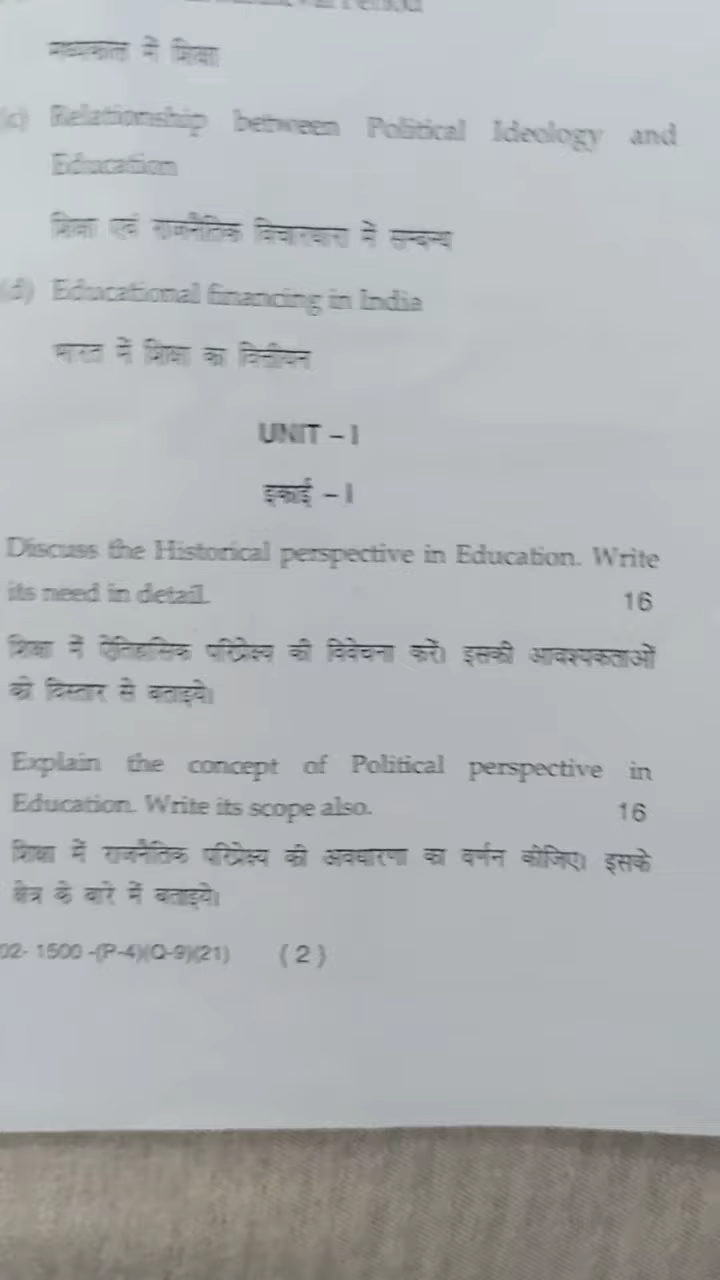 Period
मध्यकाल में शिक्षा
(c) Relationship between Political Ideology and
Education
शिक्षा एवं राजनैतिक विचारधारा में सम्बन्ध
(d) Educational financing in India
भारत में शिक्षा का वित्तीयन
UNIT – I
इकाई – I
Discuss the Historical perspective in Education. Write
its need in detail. 16
शिक्षा में ऐतिहासिक परिप्रेक्ष्य की विवेचना करें। इसकी आवश्यकताओं
को विस्तार से बताइये।
Explain the concept of Political perspective in
Education. Write its scope also. 16
शिक्षा में राजनैतिक परिप्रेक्ष्य की अवधारणा का वर्णन कीजिए। इसके
क्षेत्र के बारे में बताइये।
02- 1500 -(P-4)(Q-9)(21) ( 2 )